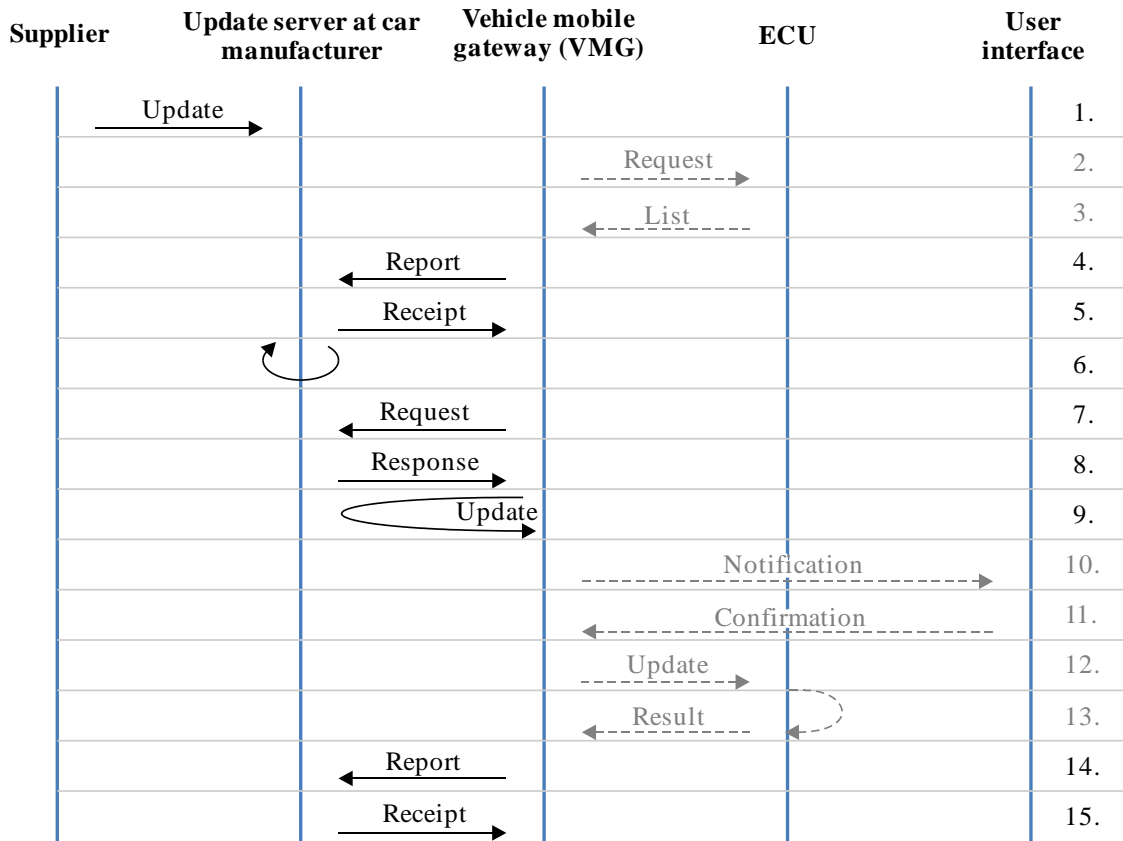 Supplier
Update server at car
manufacturer
Vehicle mobile
gateway (VMG)
ECU
User
interface
Update
1.
Request
2.
List
3.
Report
4.
Receipt
5.
6.
Request
7.
Response
8.
Update
9.
Notification
10.
Confirmation
11.
Update
12.
Result
13.
Report
14.
Receipt
15.